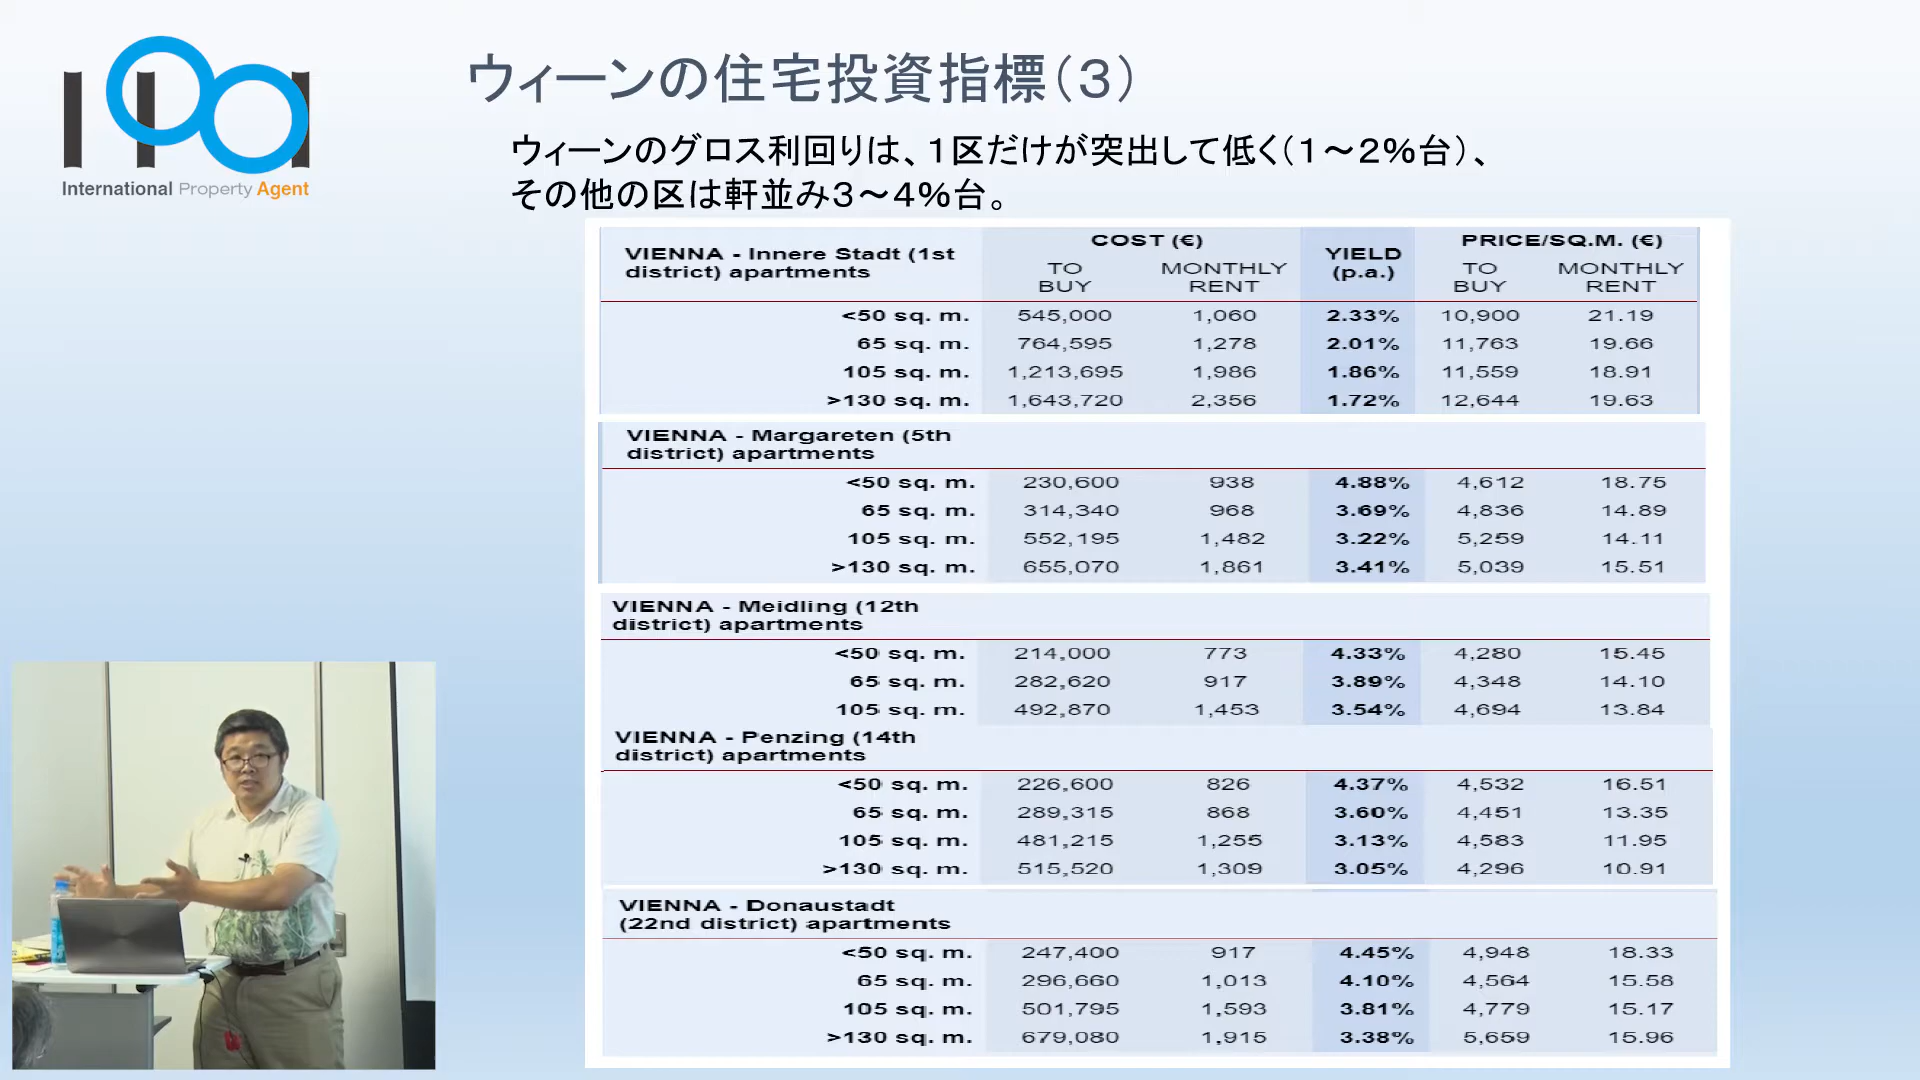 ipa
International Property Agent
ウィーンの住宅投資指標（３）
ウィーンのグロス利回りは、１区だけが突出して低く（１～２％台）、
その他の区は軒並み３～４％台。
VIENNA - Innere Stadt (1st district) apartments COST (€) YIELD (p.a.) PRICE/SQ.M. (€)
TO BUY MONTHLY RENT TO BUY MONTHLY RENT
<50 sq. m. 545,000 1,060 2.33% 10,900 21.19
65 sq. m. 764,595 1,278 2.01% 11,763 19.66
105 sq. m. 1,213,695 1,986 1.86% 11,559 18.91
>130 sq. m. 1,643,720 2,356 1.72% 12,644 19.63
VIENNA - Margareten (5th
district) apartments
<50 sq. m. 230,600 938 4.88% 4,612 18.75
65 sq. m. 314,340 968 3.69% 4,836 14.89
105 sq. m. 552,195 1,482 3.22% 5,259 14.11
>130 sq. m. 655,070 1,861 3.41% 5,039 15.51
VIENNA - Meidling (12th
district) apartments
<50 sq. m. 214,000 773 4.33% 4,280 15.45
65 sq. m. 282,620 917 3.89% 4,348 14.10
105 sq. m. 492,870 1,453 3.54% 4,694 13.84
VIENNA - Penzing (14th
district) apartments
<50 sq. m. 226,600 826 4.37% 4,532 16.51
65 sq. m. 289,315 868 3.60% 4,451 13.35
105 sq. m. 481,215 1,255 3.13% 4,583 11.95
>130 sq. m. 515,520 1,309 3.05% 4,296 10.91
VIENNA - Donaustadt
(22nd district) apartments
<50 sq. m. 247,400 917 4.45% 4,948 18.33
65 sq. m. 296,660 1,013 4.10% 4,564 15.58
105 sq. m. 501,795 1,593 3.81% 4,779 15.17
>130 sq. m. 679,080 1,915 3.38% 5,659 15.96